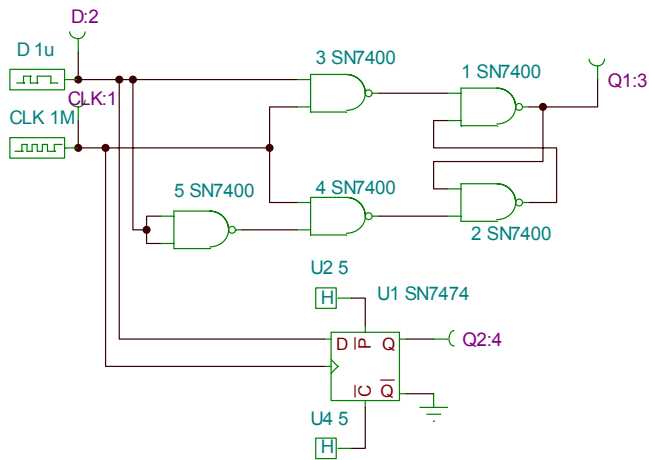 D:2
D 1u
3 SN7400
1 SN7400
Q1:3
CLK:1
CLK 1M
5 SN7400
4 SN7400
2 SN7400
U2 5
H
U1 SN7474
D P Q
Q2:4
C Q
U4 5
H